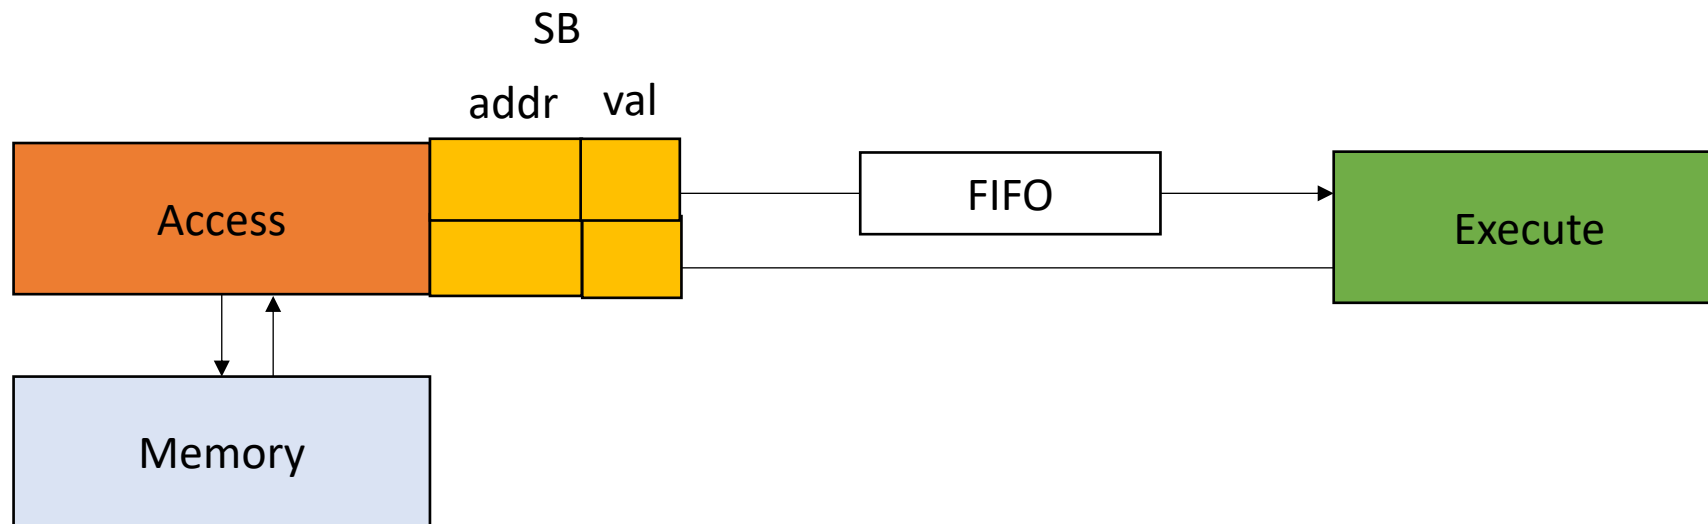 SB
addr val
Access
FIFO
Execute
Memory